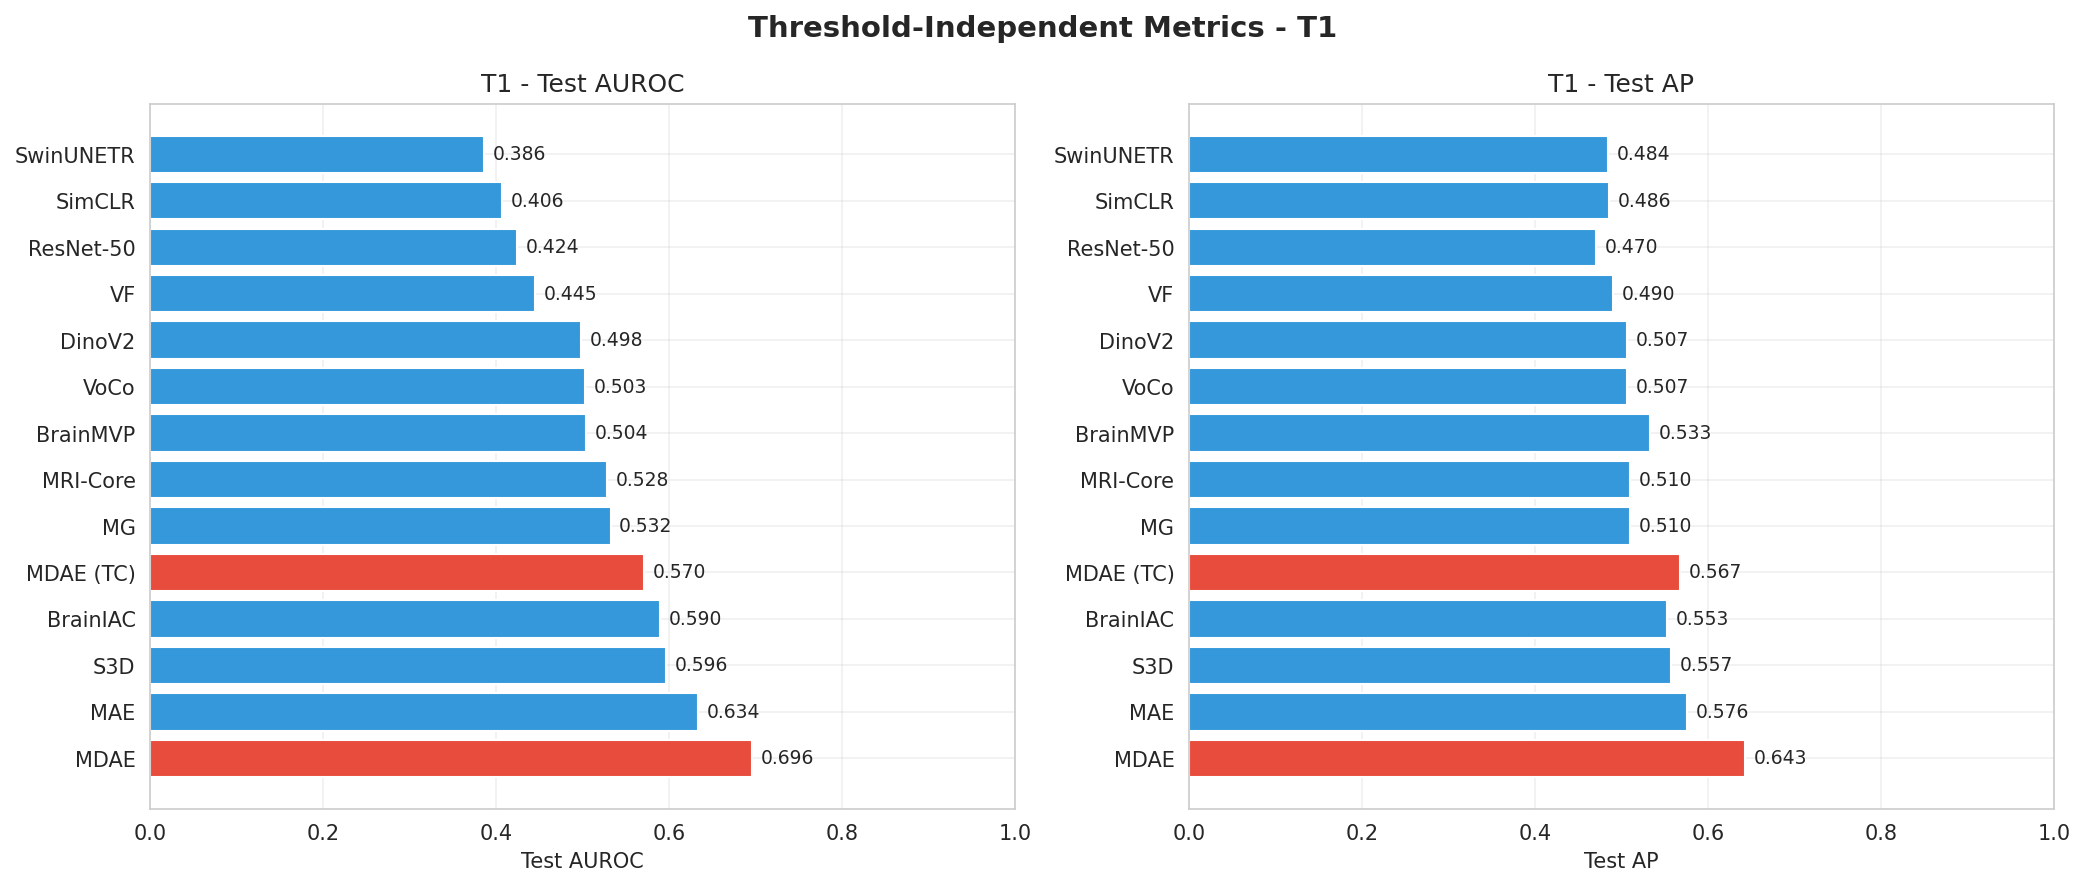 Threshold-Independent Metrics - T1
T1 - Test AUROC
SwinUNETR 0.386
SimCLR 0.406
ResNet-50 0.424
VF 0.445
DinoV2 0.498
VoCo 0.503
BrainMVP 0.504
MRI-Core 0.528
MG 0.532
MDAE (TC) 0.570
BrainIAC 0.590
S3D 0.596
MAE 0.634
MDAE 0.696
0.0 0.2 0.4 0.6 0.8 1.0
Test AUROC
T1 - Test AP
SwinUNETR 0.484
SimCLR 0.486
ResNet-50 0.470
VF 0.490
DinoV2 0.507
VoCo 0.507
BrainMVP 0.533
MRI-Core 0.510
MG 0.510
MDAE (TC) 0.567
BrainIAC 0.553
S3D 0.557
MAE 0.576
MDAE 0.643
0.0 0.2 0.4 0.6 0.8 1.0
Test AP